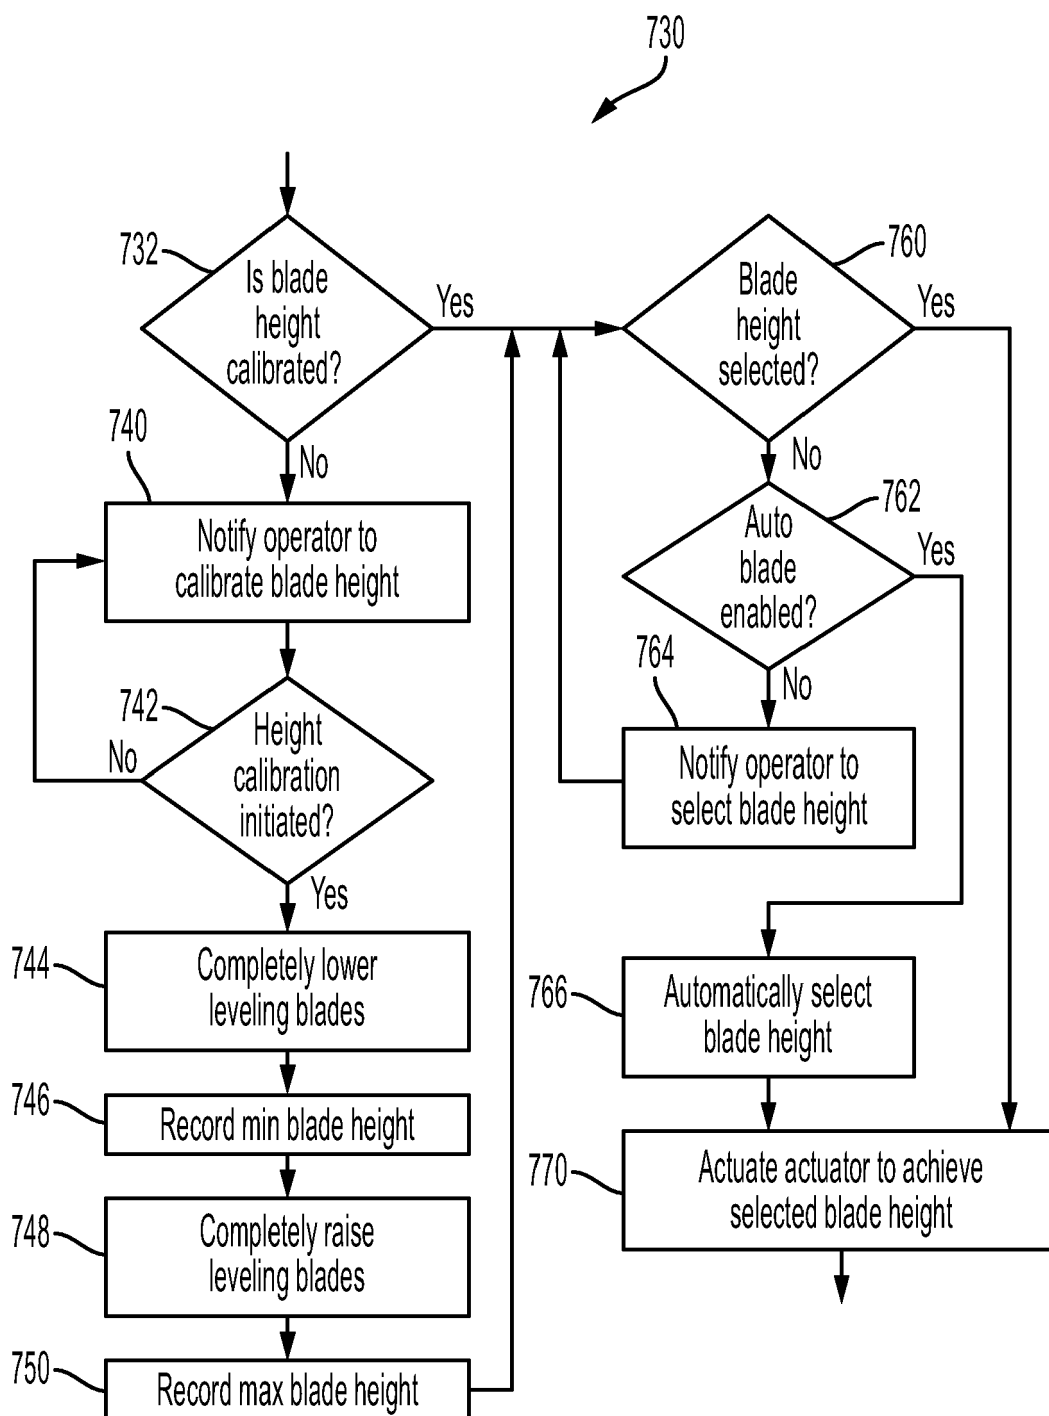 730
732
Is blade
height
calibrated?
Yes
No
740
Notify operator to
calibrate blade height
742
Height
calibration
initiated?
No
Yes
744
Completely lower
leveling blades
746
Record min blade height
748
Completely raise
leveling blades
750
Record max blade height
760
Blade
height
selected?
Yes
No
762
Auto
blade
enabled?
Yes
No
764
Notify operator to
select blade height
766
Automatically select
blade height
770
Actuate actuator to achieve
selected blade height